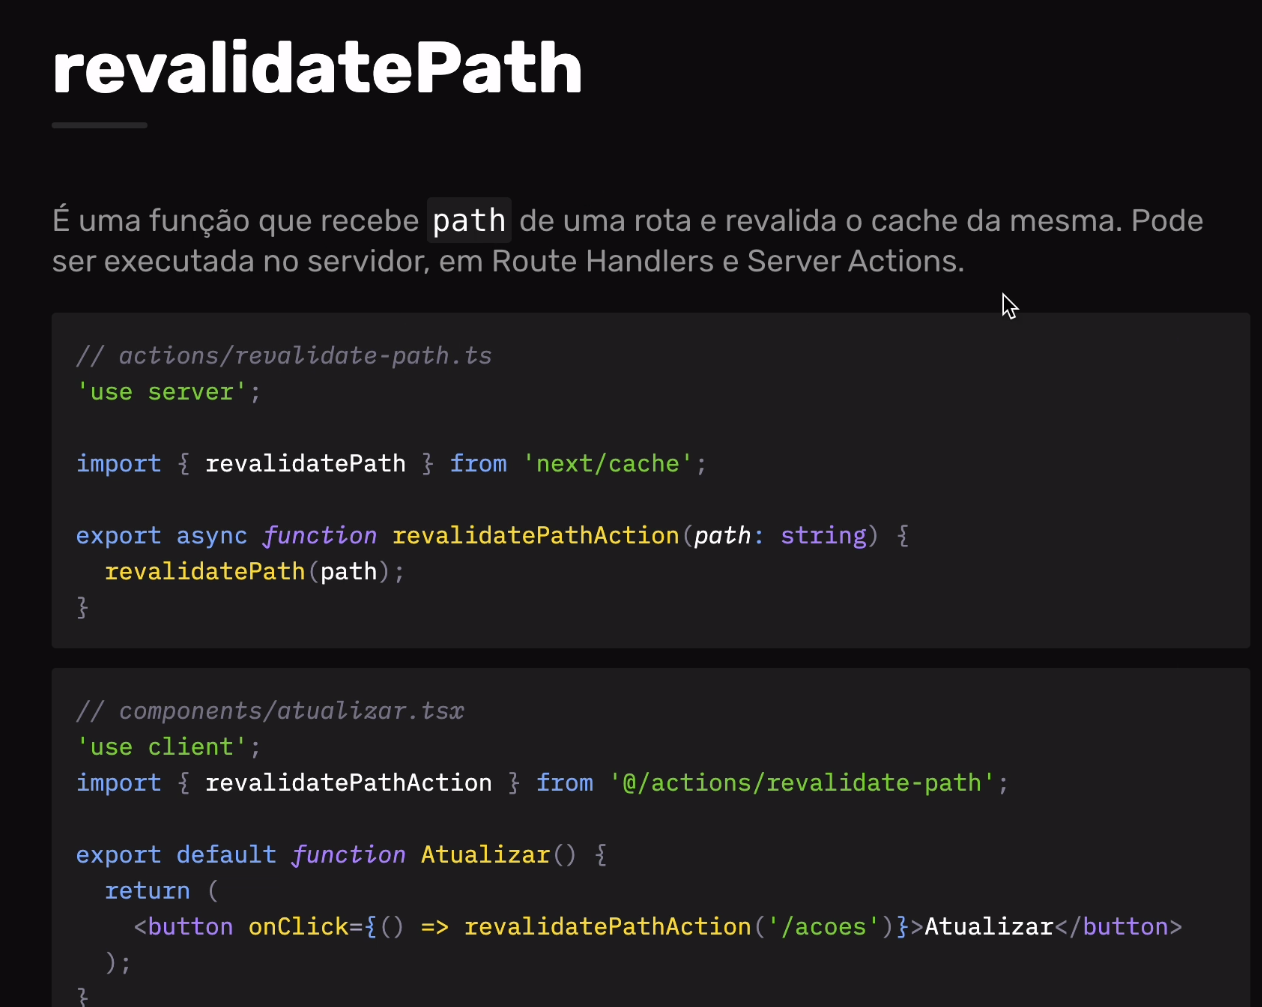 revalidatePath
É uma função que recebe path de uma rota e revalida o cache da mesma. Pode
ser executada no servidor, em Route Handlers e Server Actions.
// actions/revalidate-path.ts
'use server';
import { revalidatePath } from 'next/cache';
export async function revalidatePathAction(path: string) {
  revalidatePath(path);
}
// components/atualizar.tsx
'use client';
import { revalidatePathAction } from '@/actions/revalidate-path';
export default function Atualizar() {
  return (
    <button onClick={() => revalidatePathAction('/acoes')}>Atualizar</button>
  );
}